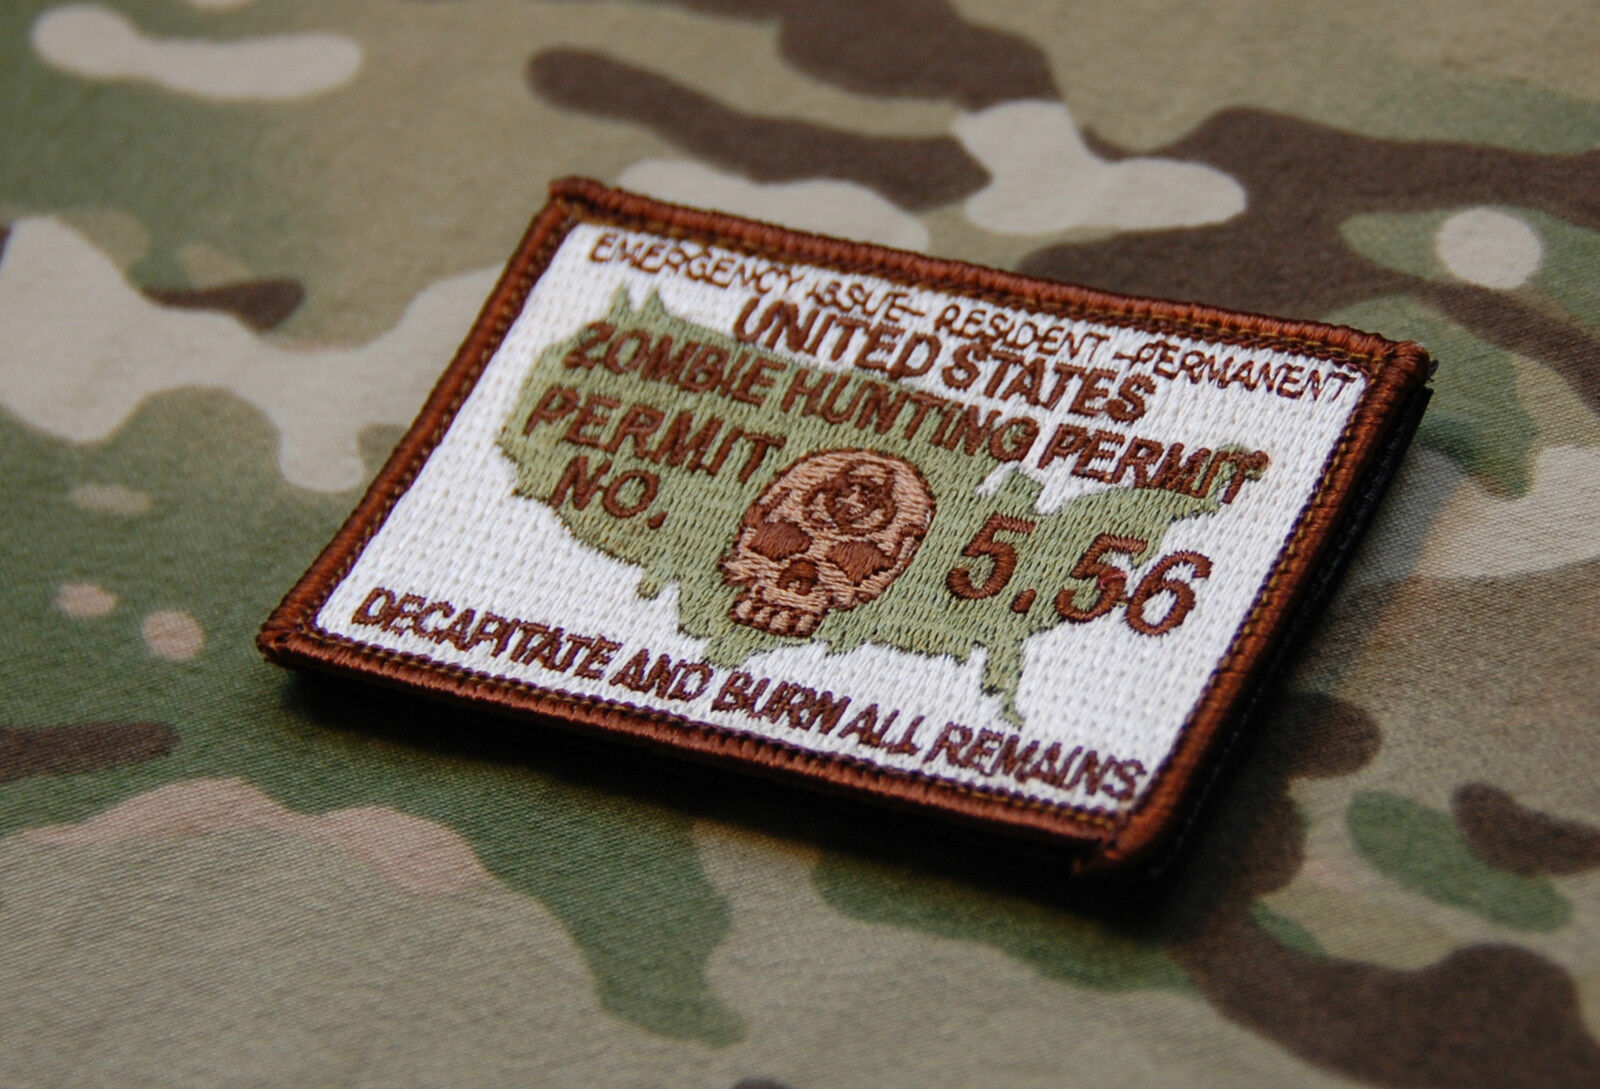 EMERGENCY ISSUE- RESIDENT -PERMANENT
UNITED STATES
ZOMBIE HUNTING PERMIT
PERMIT
NO.
5.56
DECAPITATE AND BURN ALL REMAINS